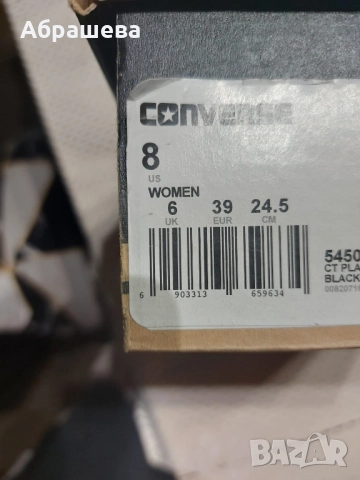 Абрашева
CONVERSE
8
US
WOMEN
6 39 24.5
UK EUR CM
5450
CT PLA
BLACK
6 903313 659634
BAZAR